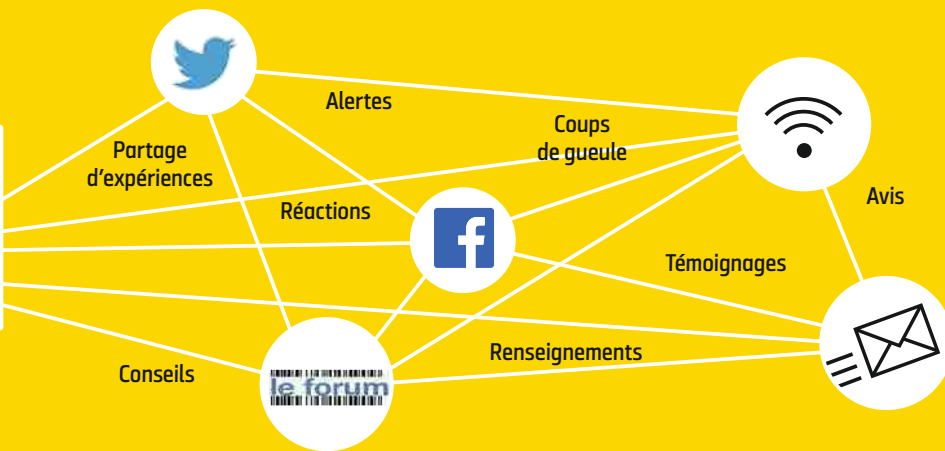 Alertes
Coups
de gueule
Partage
d’expériences
Avis
Réactions
Témoignages
Renseignements
Conseils
le forum